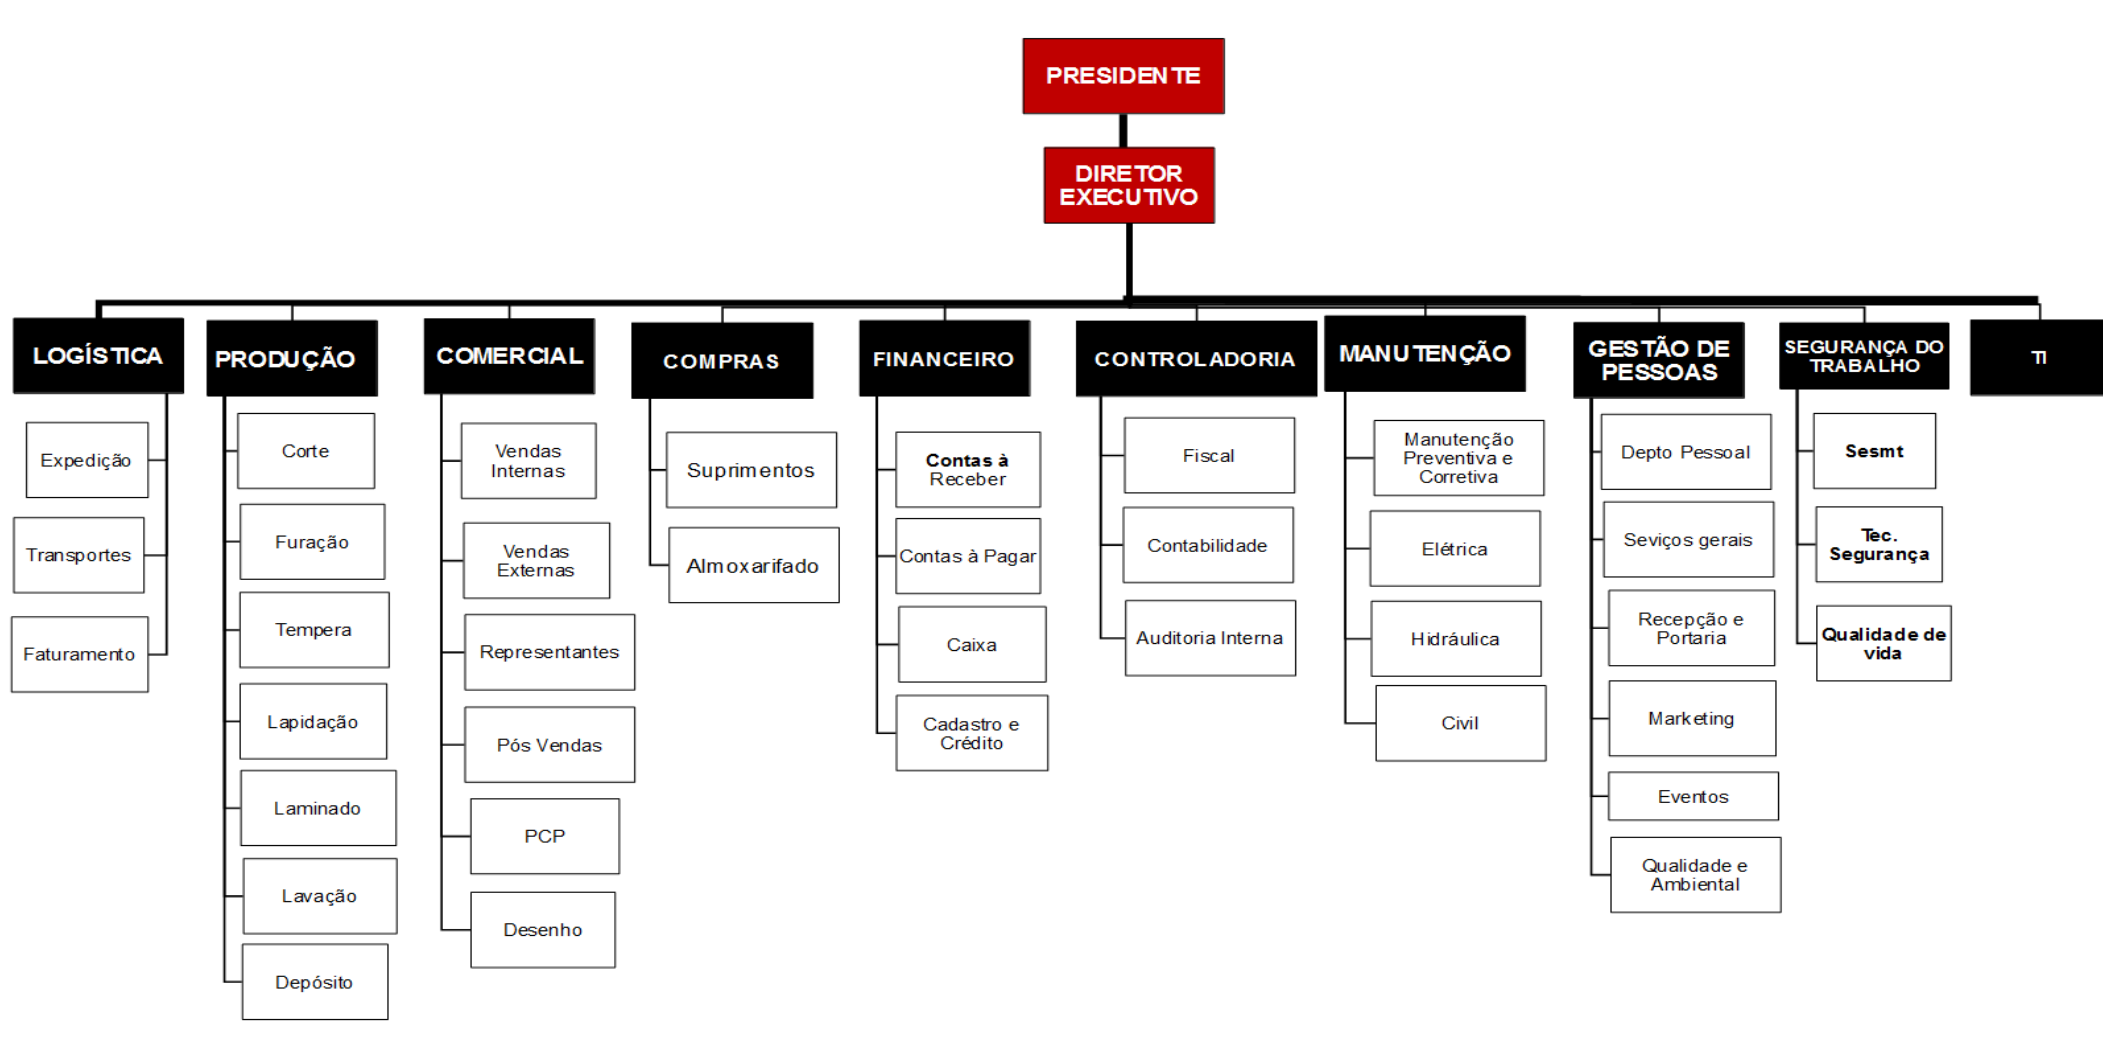 PRESIDENTE
DIRETOR
EXECUTIVO
LOGÍSTICA
Expedição
Transportes
Faturamento
PRODUÇÃO
Corte
Furação
Tempera
Lapidação
Laminado
Lavação
Depósito
COMERCIAL
Vendas
Internas
Vendas
Externas
Representantes
Pós Vendas
PCP
Desenho
COMPRAS
Suprimentos
Almoxarifado
FINANCEIRO
Contas à
Receber
Contas à Pagar
Caixa
Cadastro e
Crédito
CONTROLADORIA
Fiscal
Contabilidade
Auditoria Interna
MANUTENÇÃO
Manutenção
Preventiva e
Corretiva
Elétrica
Hidráulica
Civil
GESTÃO DE
PESSOAS
Depto Pessoal
Seviços gerais
Recepção e
Portaria
Marketing
Eventos
Qualidade e
Ambiental
SEGURANÇA DO
TRABALHO
Sesmt
Tec.
Segurança
Qualidade de
vida
TI